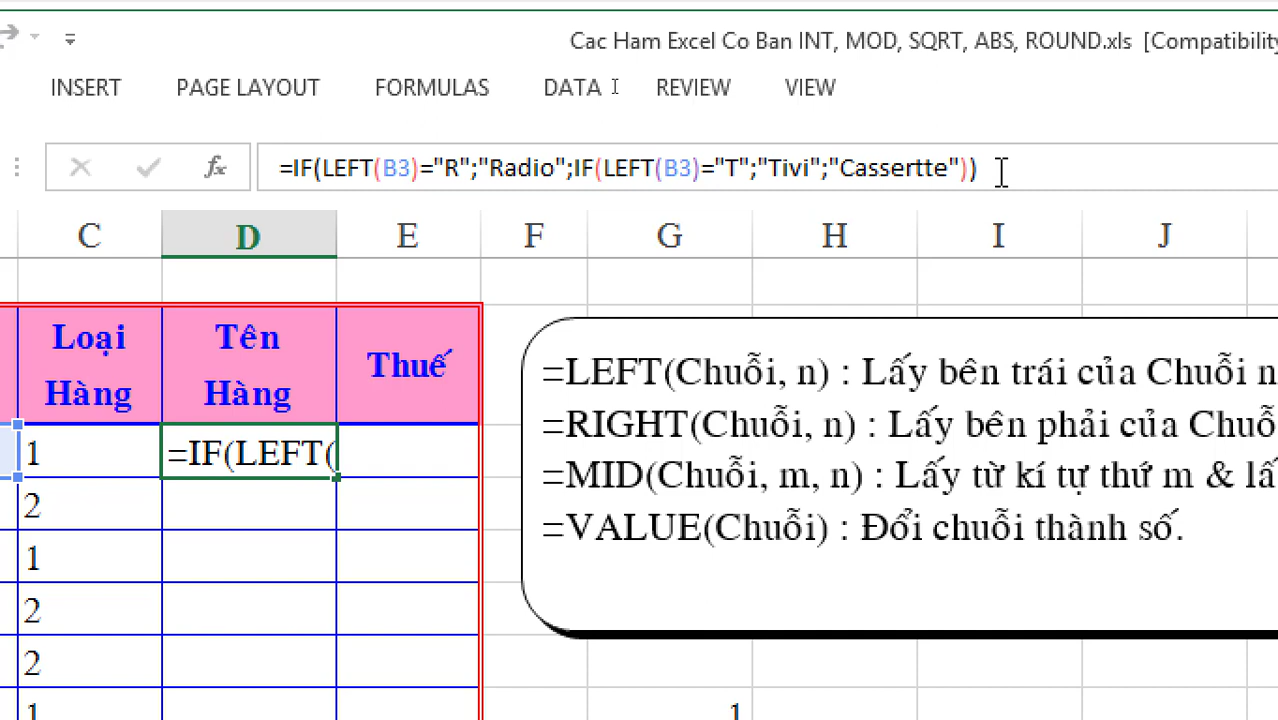 Cac Ham Excel Co Ban INT, MOD, SQRT, ABS, ROUND.xls [Compatibility
INSERT PAGE LAYOUT FORMULAS DATA REVIEW VIEW
fx =IF(LEFT(B3)="R";"Radio";IF(LEFT(B3)="T";"Tivi";"Cassertte"))
C D E F G H I J
Loại
Hàng
Tên
Hàng
Thuế
1 =IF(LEFT(
2
1
2
2
1
=LEFT(Chuỗi, n) : Lấy bên trái của Chuỗi n
=RIGHT(Chuỗi, n) : Lấy bên phải của Chuỗ
=MID(Chuỗi, m, n) : Lấy từ kí tự thứ m & lấ
=VALUE(Chuỗi) : Đổi chuỗi thành số.
1